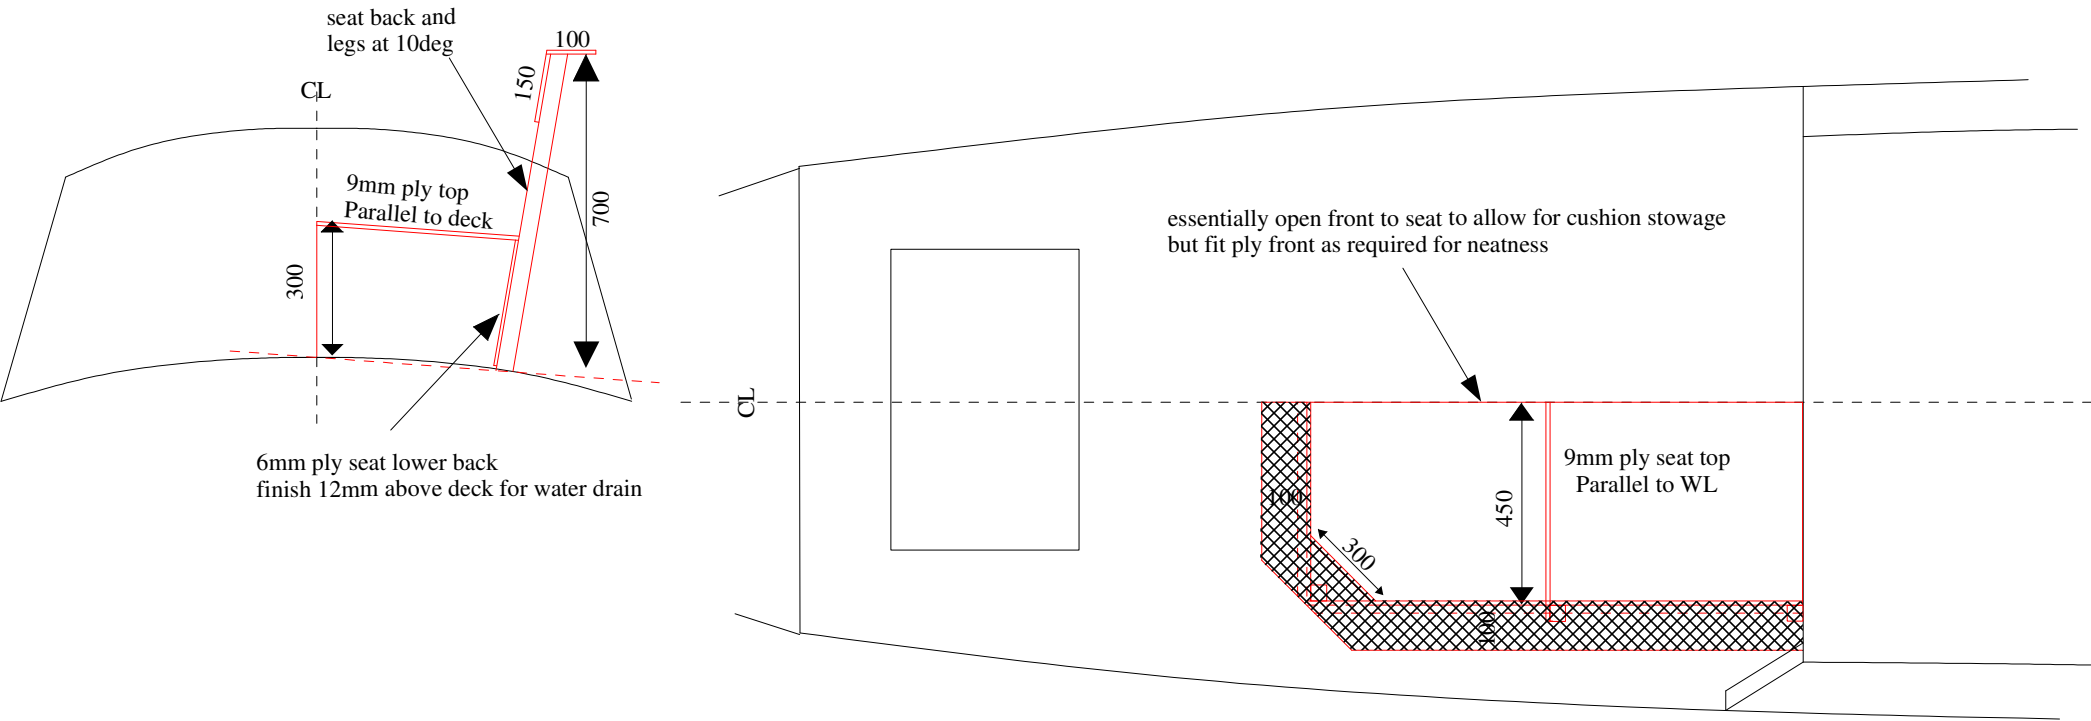 seat back and
legs at 10deg
100
150
CL
9mm ply top
Parallel to deck
700
300
6mm ply seat lower back
finish 12mm above deck for water drain
essentially open front to seat to allow for cushion stowage
but fit ply front as required for neatness
CL
9mm ply seat top
Parallel to WL
100
450
300
100